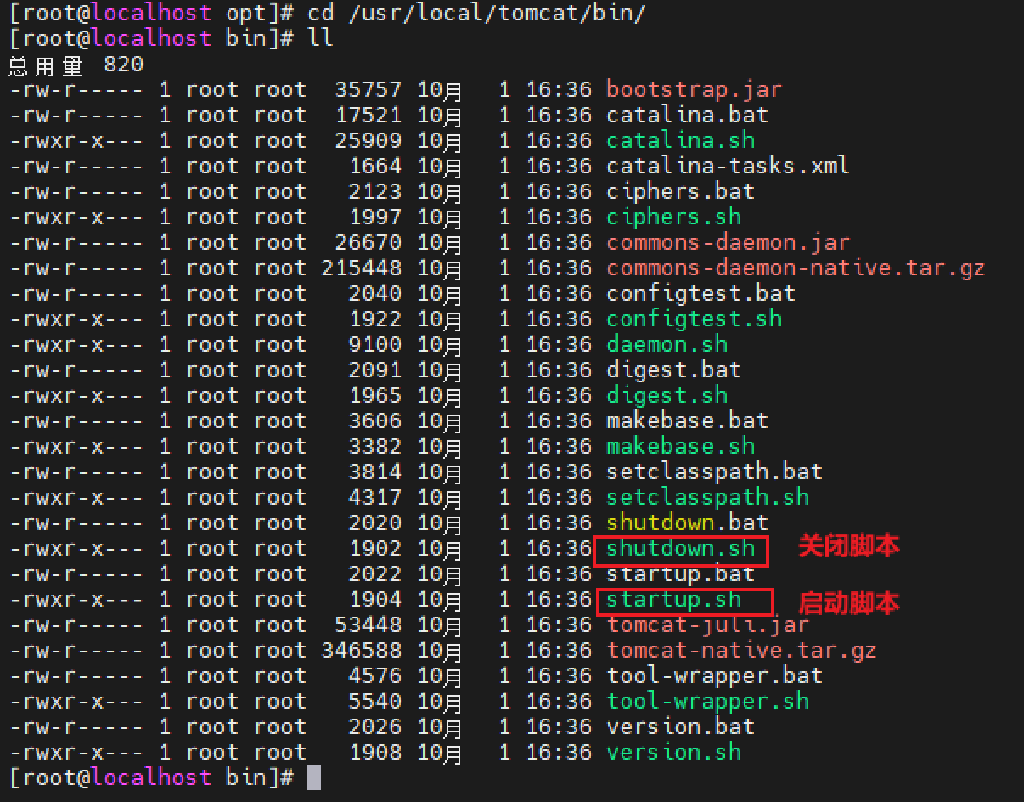 [root@localhost opt]# cd /usr/local/tomcat/bin/
[root@localhost bin]# ll
总用量 820
-rw-r----- 1 root root  35757 10月   1 16:36 bootstrap.jar
-rw-r----- 1 root root  17521 10月   1 16:36 catalina.bat
-rwxr-x--- 1 root root  25909 10月   1 16:36 catalina.sh
-rw-r----- 1 root root   1664 10月   1 16:36 catalina-tasks.xml
-rw-r----- 1 root root   2123 10月   1 16:36 ciphers.bat
-rwxr-x--- 1 root root   1997 10月   1 16:36 ciphers.sh
-rw-r----- 1 root root  26670 10月   1 16:36 commons-daemon.jar
-rw-r----- 1 root root 215448 10月   1 16:36 commons-daemon-native.tar.gz
-rw-r----- 1 root root   2040 10月   1 16:36 configtest.bat
-rwxr-x--- 1 root root   1922 10月   1 16:36 configtest.sh
-rwxr-x--- 1 root root   9100 10月   1 16:36 daemon.sh
-rw-r----- 1 root root   2091 10月   1 16:36 digest.bat
-rwxr-x--- 1 root root   1965 10月   1 16:36 digest.sh
-rw-r----- 1 root root   3606 10月   1 16:36 makebase.bat
-rwxr-x--- 1 root root   3382 10月   1 16:36 makebase.sh
-rw-r----- 1 root root   3814 10月   1 16:36 setclasspath.bat
-rwxr-x--- 1 root root   4317 10月   1 16:36 setclasspath.sh
-rw-r----- 1 root root   2020 10月   1 16:36 shutdown.bat
-rwxr-x--- 1 root root   1902 10月   1 16:36 shutdown.sh 关闭脚本
-rw-r----- 1 root root   2022 10月   1 16:36 startup.bat
-rwxr-x--- 1 root root   1904 10月   1 16:36 startup.sh 启动脚本
-rw-r----- 1 root root  53448 10月   1 16:36 tomcat-juli.jar
-rw-r----- 1 root root 346588 10月   1 16:36 tomcat-native.tar.gz
-rw-r----- 1 root root   4576 10月   1 16:36 tool-wrapper.bat
-rwxr-x--- 1 root root   5540 10月   1 16:36 tool-wrapper.sh
-rw-r----- 1 root root   2026 10月   1 16:36 version.bat
-rwxr-x--- 1 root root   1908 10月   1 16:36 version.sh
[root@localhost bin]#